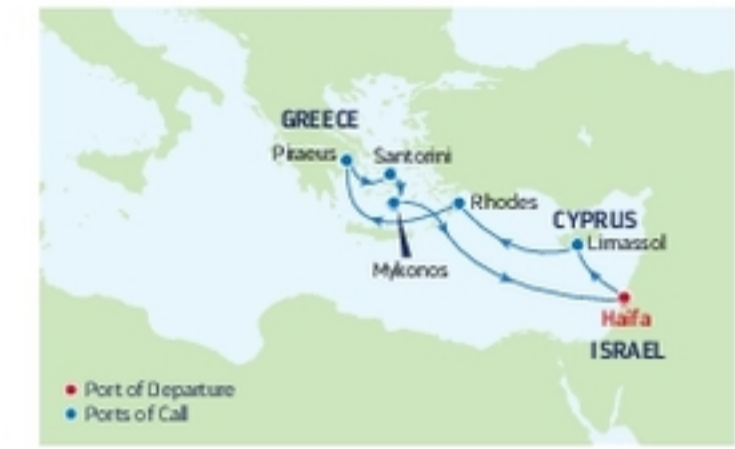 GREECE
Piraeus
Santorini
Rhodes
CYPRUS
Limassol
Mykonos
Haifa
ISRAEL
Port of Departure
Ports of Call